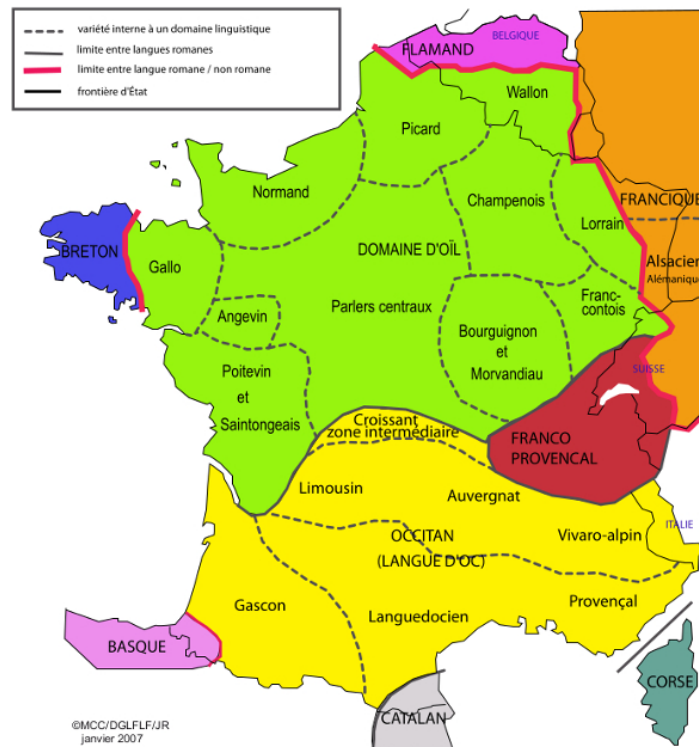 variété interne à un domaine linguistique
limite entre langues romanes
limite entre langue romane / non romane
frontière d'État
BELGIQUE
FLAMAND
Wallon
Picard
Normand
Champenois
FRANCIQUE
Lorrain
BRETON
Gallo
DOMAINE D'OÏL
Alsacien
Alémanique
Angevin
Parlers centraux
Franc-
contois
Bourguignon
et
Morvandiau
Poitevin
et
Saintongeais
SUISSE
Croissant
zone intermédiaire
FRANCO
PROVENCAL
Limousin
Auvergnat
ITALIE
OCCITAN
(LANGUE D'OC)
Vivaro-alpin
Gascon
Languedocien
Provençal
BASQUE
CORSE
CATALAN
©MCC/DGLFLF/JR
janvier 2007